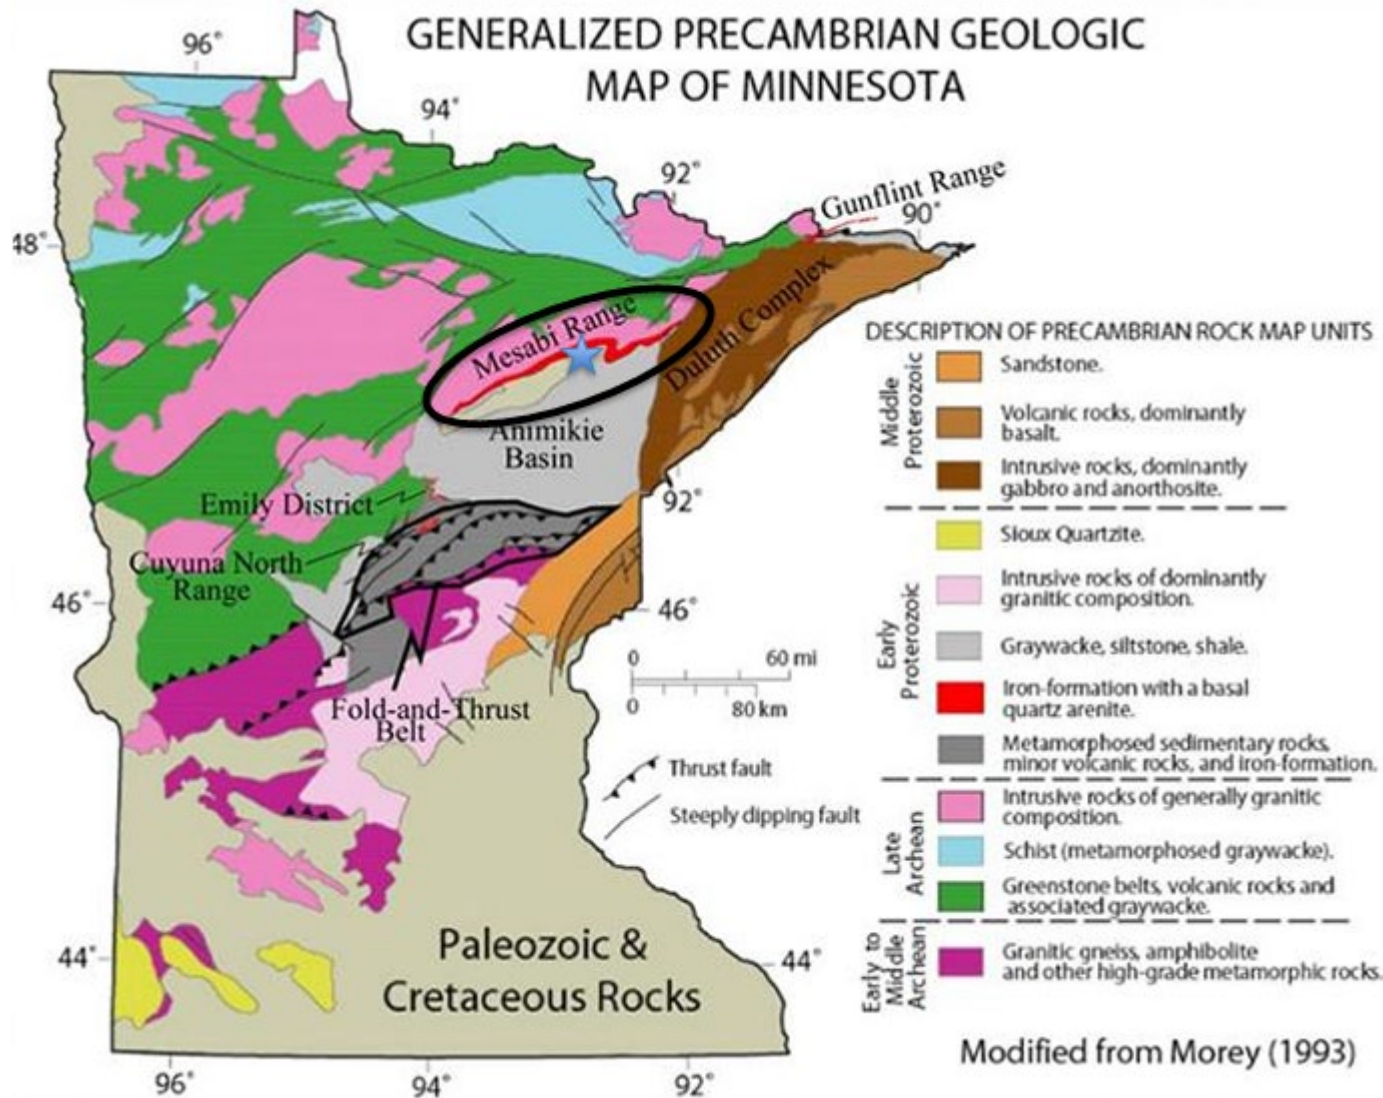 GENERALIZED PRECAMBRIAN GEOLOGIC
MAP OF MINNESOTA
96°
94°
92°
Gunflint Range
90°
48°
Mesabi Range
Duluth Complex
Animikie
Basin
Emily District
92°
Cuyuna North
Range
46°
46°
0 60 mi
0 80 km
Fold-and-Thrust
Belt
Thrust fault
Steeply dipping fault
44°
44°
Paleozoic &
Cretaceous Rocks
96°
94°
92°
DESCRIPTION OF PRECAMBRIAN ROCK MAP UNITS
Middle
Proterozoic
Sandstone.
Volcanic rocks, dominantly
basalt.
Intrusive rocks, dominantly
gabbro and anorthosite.
Early
Proterozoic
Sioux Quartzite.
Intrusive rocks of dominantly
granitic composition.
Graywacke, siltstone, shale.
Iron-formation with a basal
quartz arenite.
Metamorphosed sedimentary rocks,
minor volcanic rocks, and iron-formation.
Late
Archean
Intrusive rocks of generally granitic
composition.
Schist (metamorphosed graywacke).
Greenstone belts, volcanic rocks and
associated graywacke.
Early to
Middle
Archean
Granitic gneiss, amphibolite
and other high-grade metamorphic rocks.
Modified from Morey (1993)